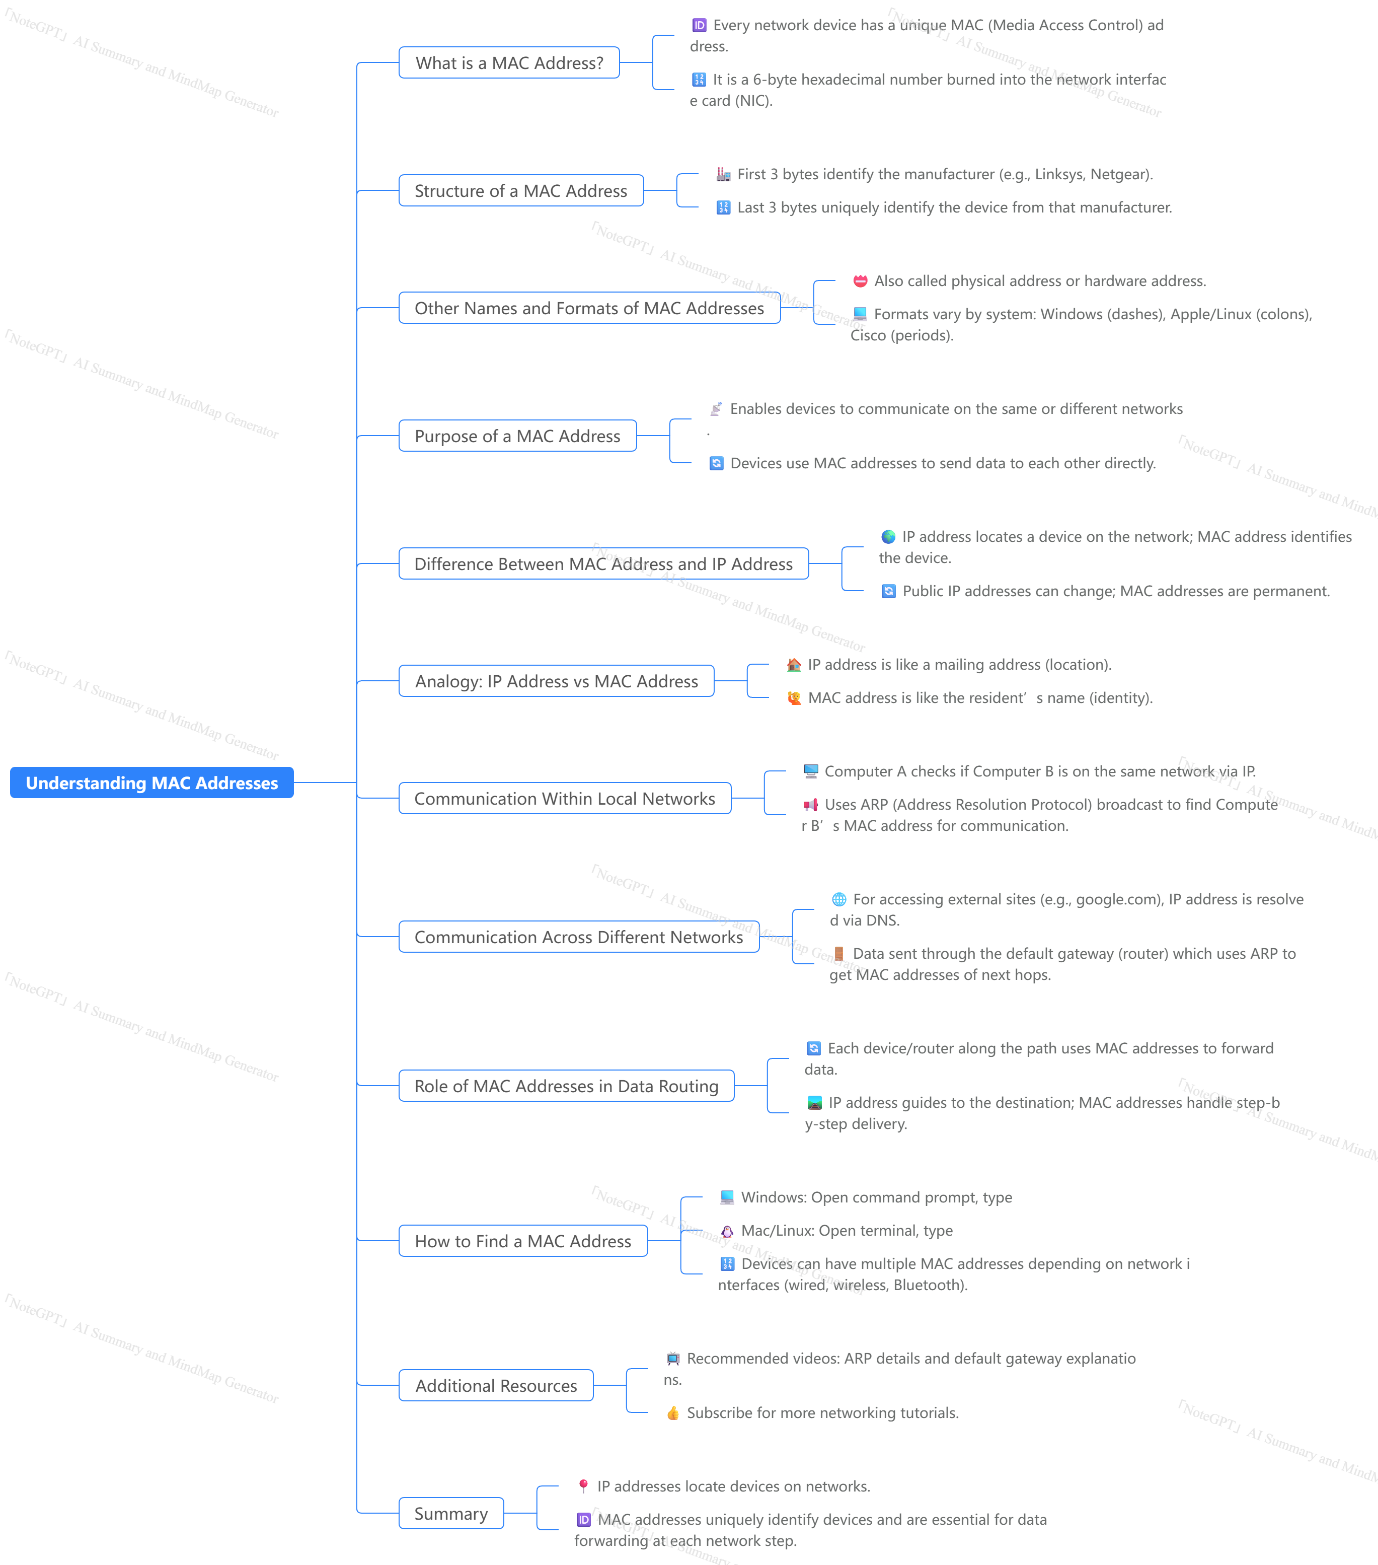 Understanding MAC Addresses
What is a MAC Address?
🆔 Every network device has a unique MAC (Media Access Control) ad
dress.
🔢 It is a 6-byte hexadecimal number burned into the network interfac
e card (NIC).
Structure of a MAC Address
🏭 First 3 bytes identify the manufacturer (e.g., Linksys, Netgear).
🔢 Last 3 bytes uniquely identify the device from that manufacturer.
Other Names and Formats of MAC Addresses
📛 Also called physical address or hardware address.
💻 Formats vary by system: Windows (dashes), Apple/Linux (colons),
Cisco (periods).
Purpose of a MAC Address
📡 Enables devices to communicate on the same or different networks
.
🔄 Devices use MAC addresses to send data to each other directly.
Difference Between MAC Address and IP Address
🌍 IP address locates a device on the network; MAC address identifies
the device.
🔄 Public IP addresses can change; MAC addresses are permanent.
Analogy: IP Address vs MAC Address
🏠 IP address is like a mailing address (location).
🙋 MAC address is like the resident’s name (identity).
Communication Within Local Networks
🖥️ Computer A checks if Computer B is on the same network via IP.
📢 Uses ARP (Address Resolution Protocol) broadcast to find Compute
r B’s MAC address for communication.
Communication Across Different Networks
🌐 For accessing external sites (e.g., google.com), IP address is resolve
d via DNS.
🚪 Data sent through the default gateway (router) which uses ARP to
get MAC addresses of next hops.
Role of MAC Addresses in Data Routing
🔄 Each device/router along the path uses MAC addresses to forward
data.
🛣️ IP address guides to the destination; MAC addresses handle step-b
y-step delivery.
How to Find a MAC Address
💻 Windows: Open command prompt, type
🐧 Mac/Linux: Open terminal, type
🔢 Devices can have multiple MAC addresses depending on network i
nterfaces (wired, wireless, Bluetooth).
Additional Resources
📺 Recommended videos: ARP details and default gateway explanatio
ns.
👍 Subscribe for more networking tutorials.
Summary
📍 IP addresses locate devices on networks.
🆔 MAC addresses uniquely identify devices and are essential for data
forwarding at each network step.
「NoteGPT」AI Summary and MindMap Generator